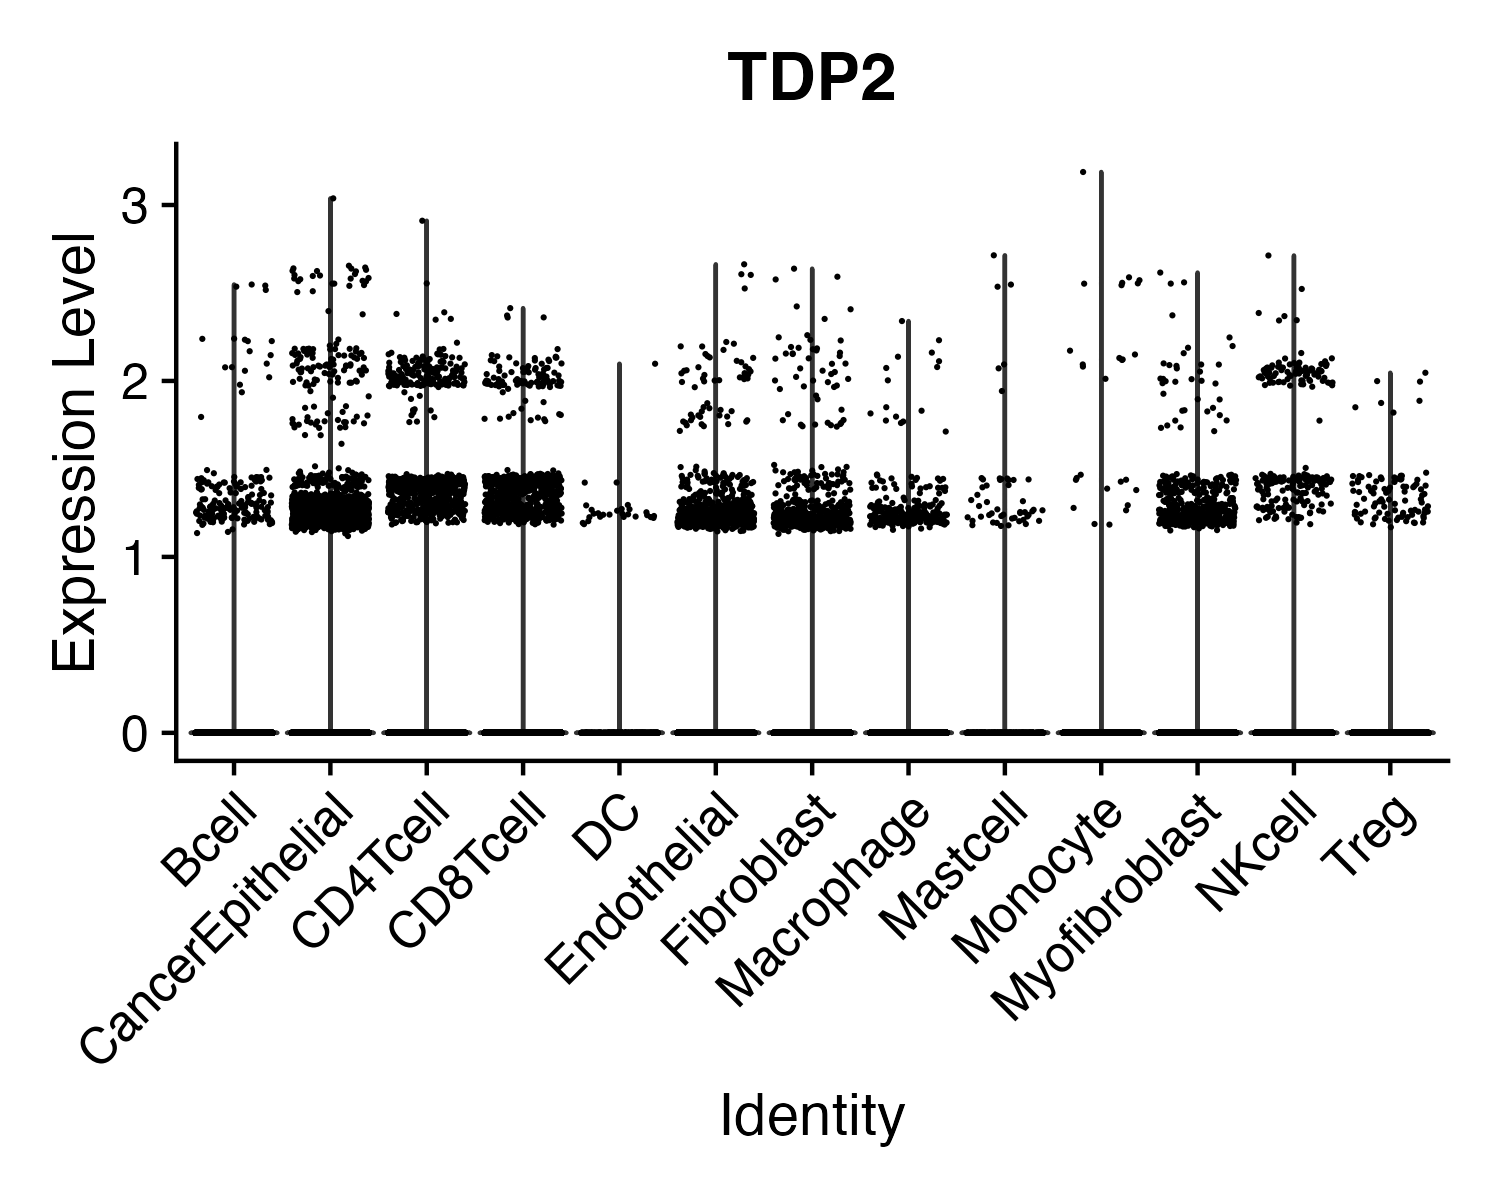 TDP2
Expression Level
3
2
1
0
Bcell
CancerEpithelial
CD4Tcell
CD8Tcell
DC
Endothelial
Fibroblast
Macrophage
Mastcell
Monocyte
Myofibroblast
NKcell
Treg
Identity